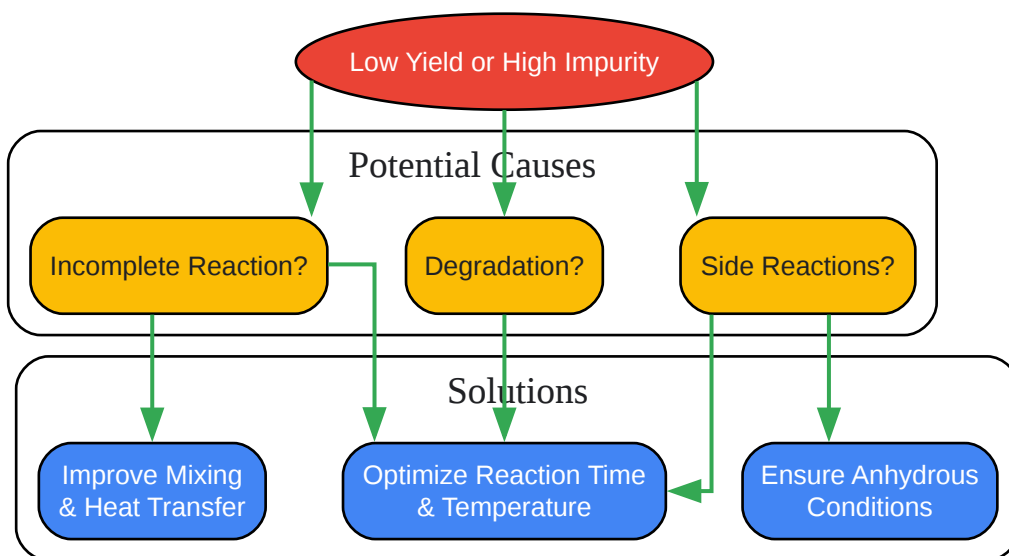 Low Yield or High Impurity
Potential Causes
Incomplete Reaction?
Degradation?
Side Reactions?
Solutions
Improve Mixing
& Heat Transfer
Optimize Reaction Time
& Temperature
Ensure Anhydrous
Conditions